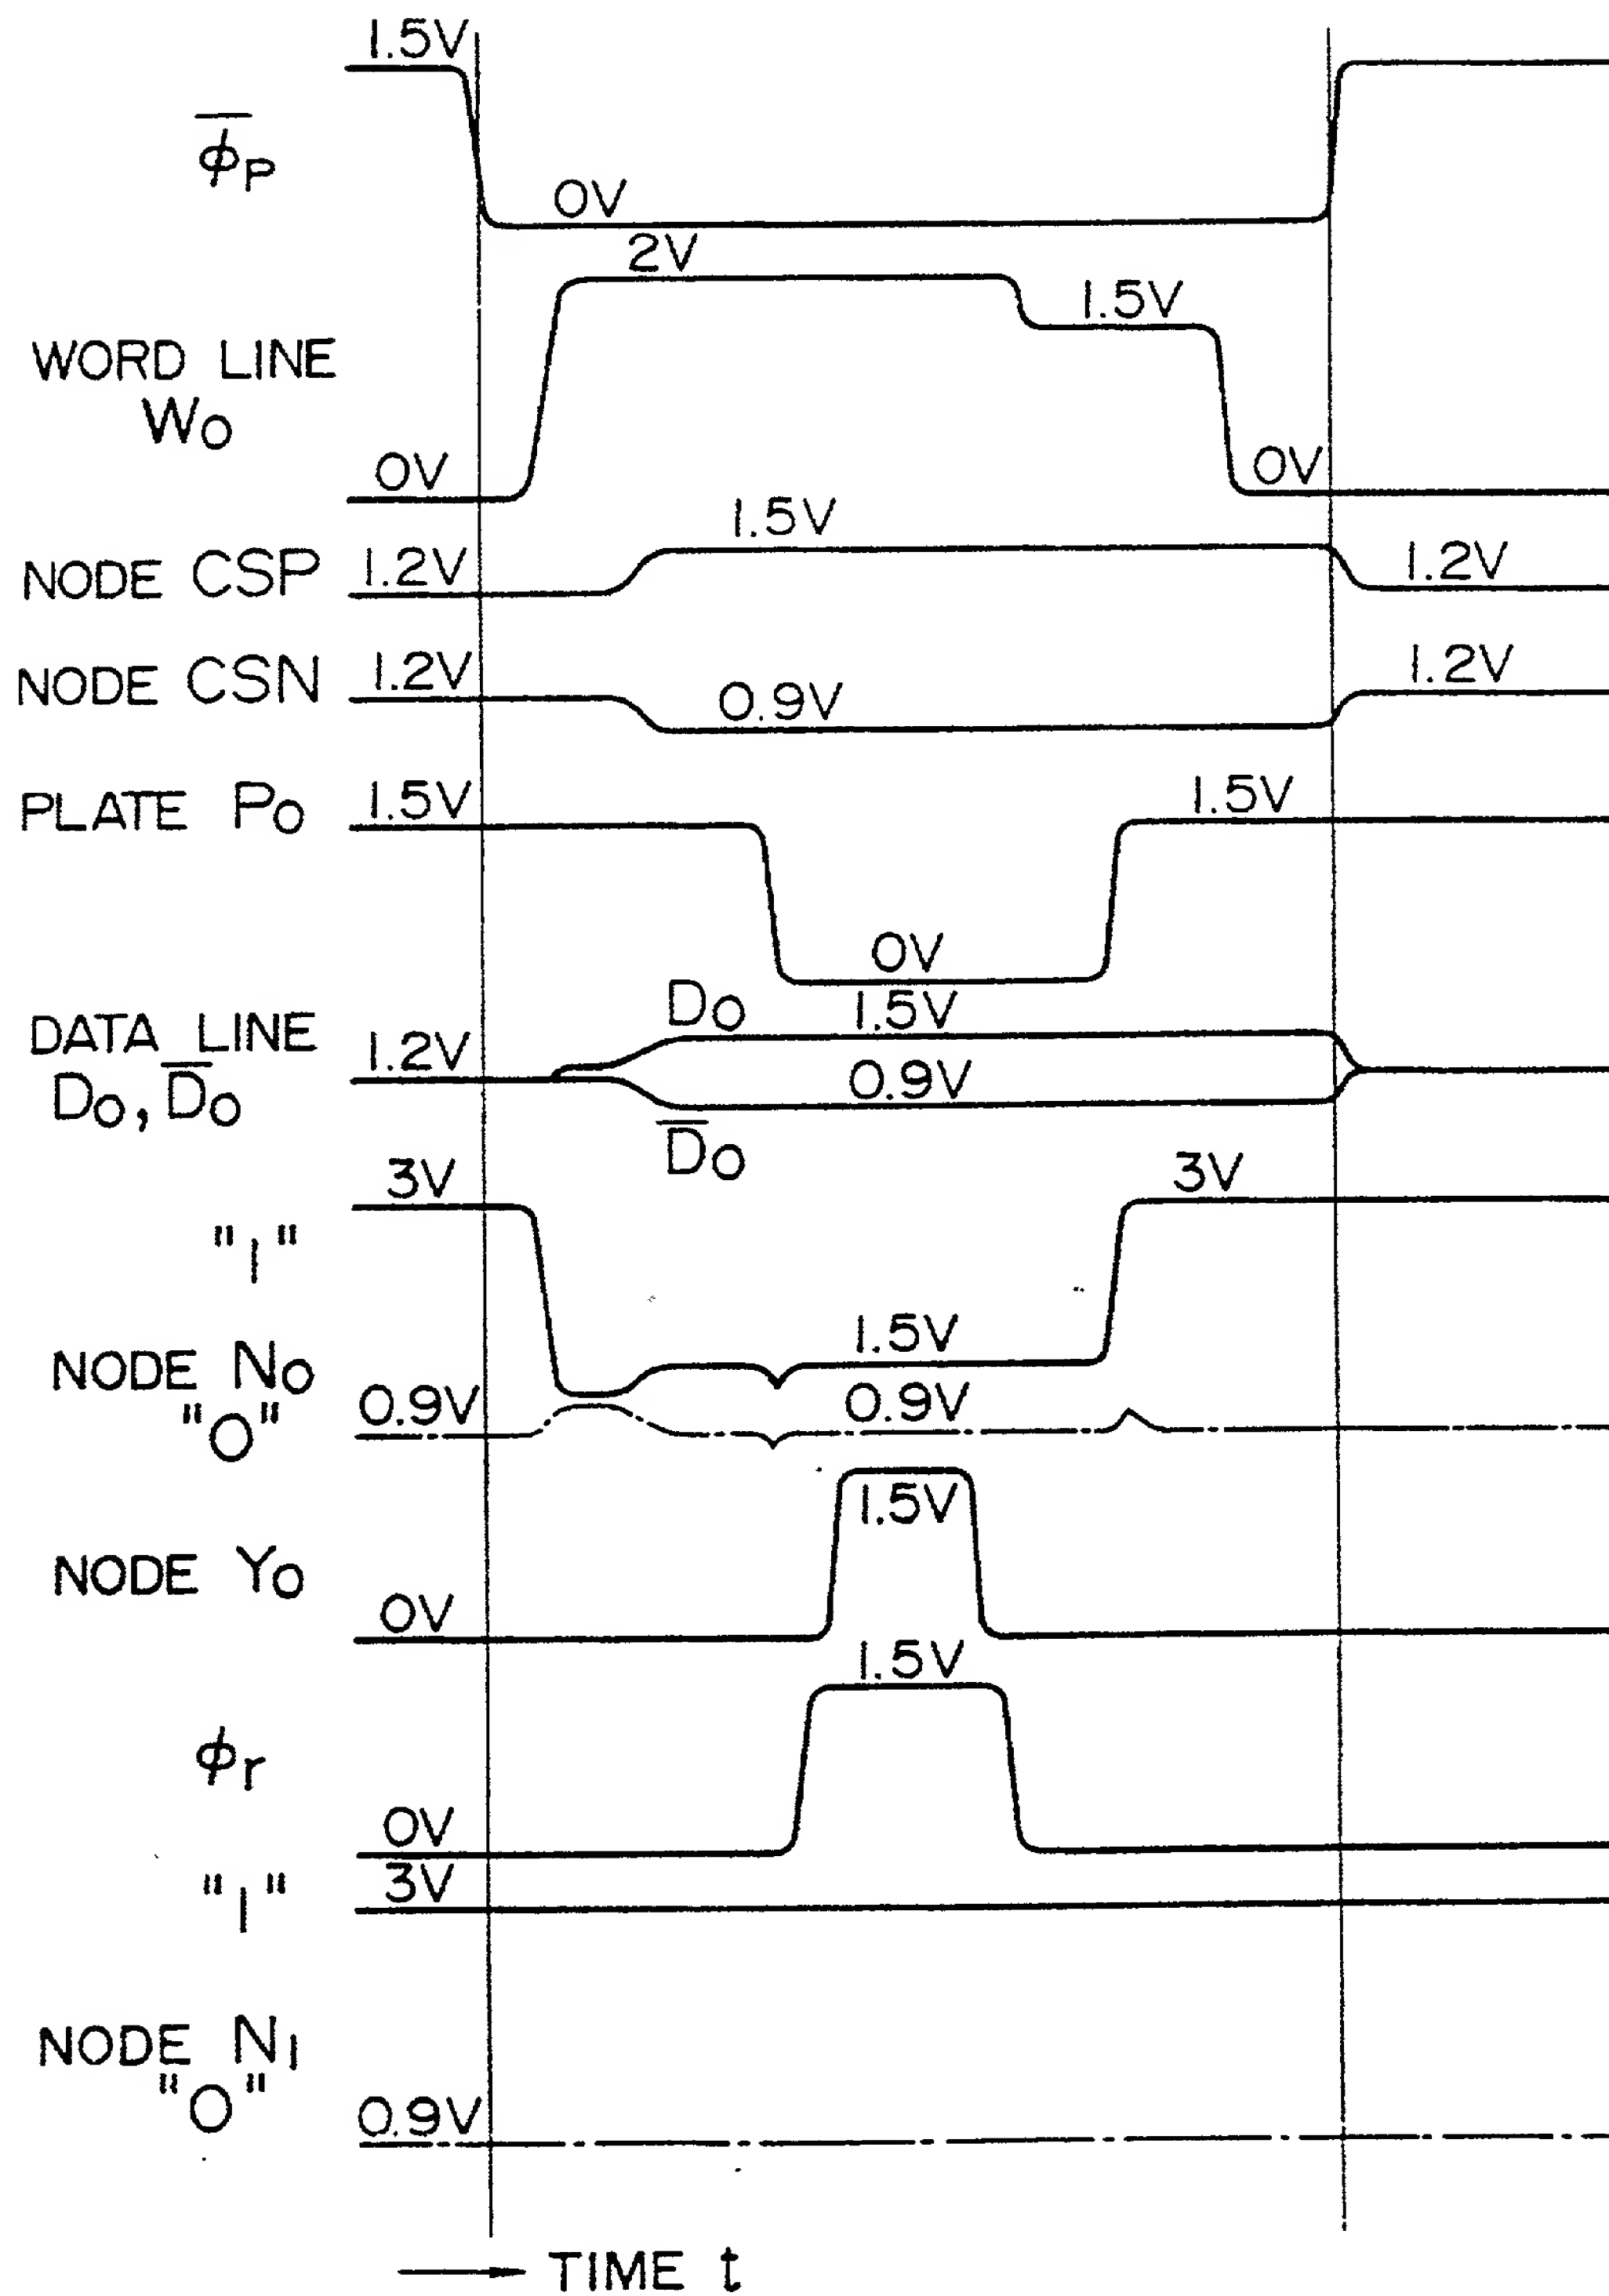 1.5V
φ̅P
0V
2V
1.5V
WORD LINE
W0
0V
0V
1.5V
NODE CSP 1.2V
1.2V
NODE CSN 1.2V
0.9V
1.2V
PLATE P0 1.5V
1.5V
0V
D0
1.5V
DATA LINE
D0, D̅0
1.2V
0.9V
D̅0
3V
3V
"1"
1.5V
NODE N0
"0"
0.9V
0.9V
1.5V
NODE Y0
0V
1.5V
φr
0V
3V
"1"
NODE N1
"0"
0.9V
→ TIME t